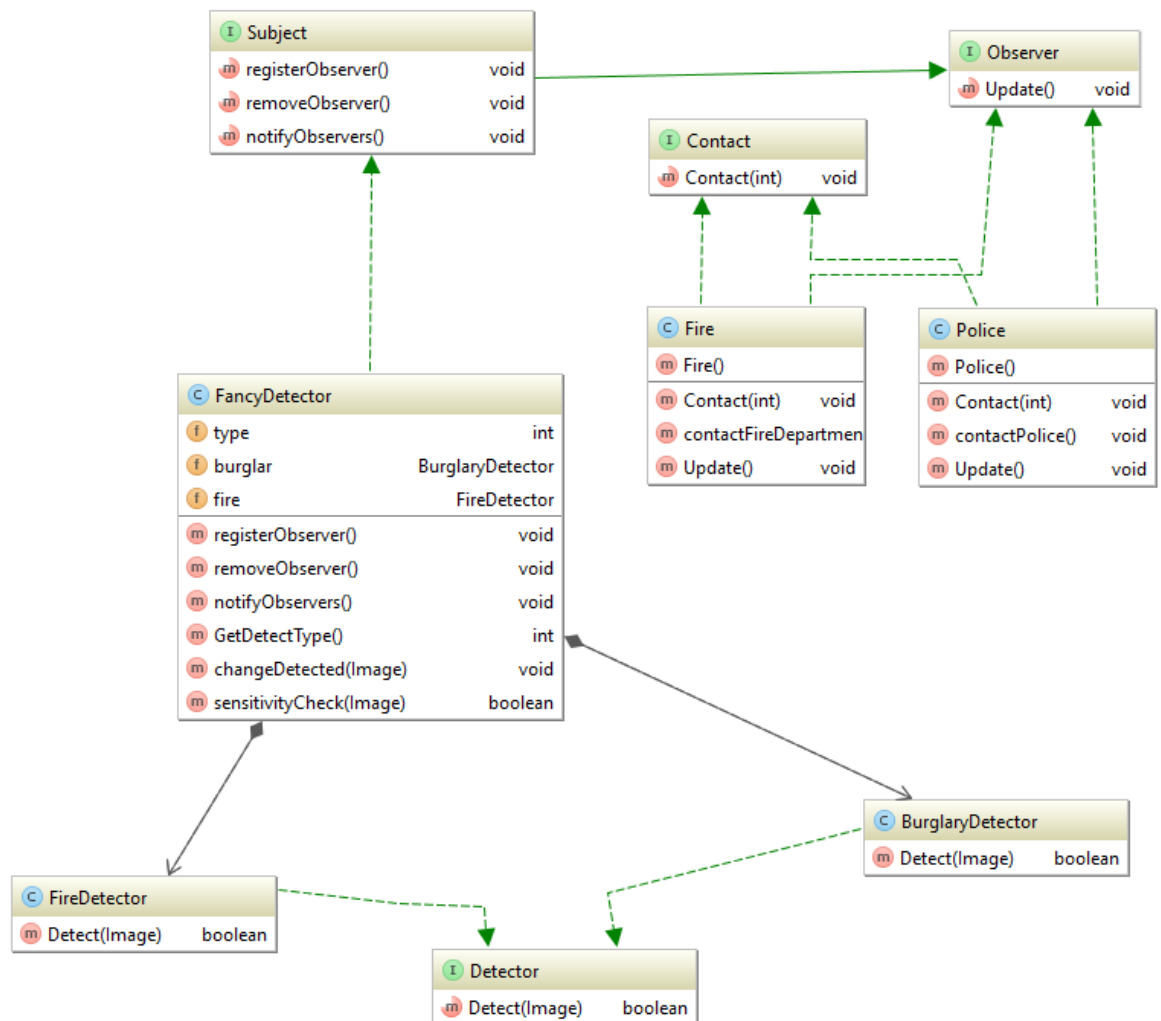 Subject
registerObserver() void
removeObserver() void
notifyObservers() void
Observer
Update() void
Contact
Contact(int) void
Fire
Fire()
Contact(int) void
contactFireDepartmen
Update() void
Police
Police()
Contact(int) void
contactPolice() void
Update() void
FancyDetector
type int
burglar BurglaryDetector
fire FireDetector
registerObserver() void
removeObserver() void
notifyObservers() void
GetDetectType() int
changeDetected(Image) void
sensitivityCheck(Image) boolean
BurglaryDetector
Detect(Image) boolean
FireDetector
Detect(Image) boolean
Detector
Detect(Image) boolean